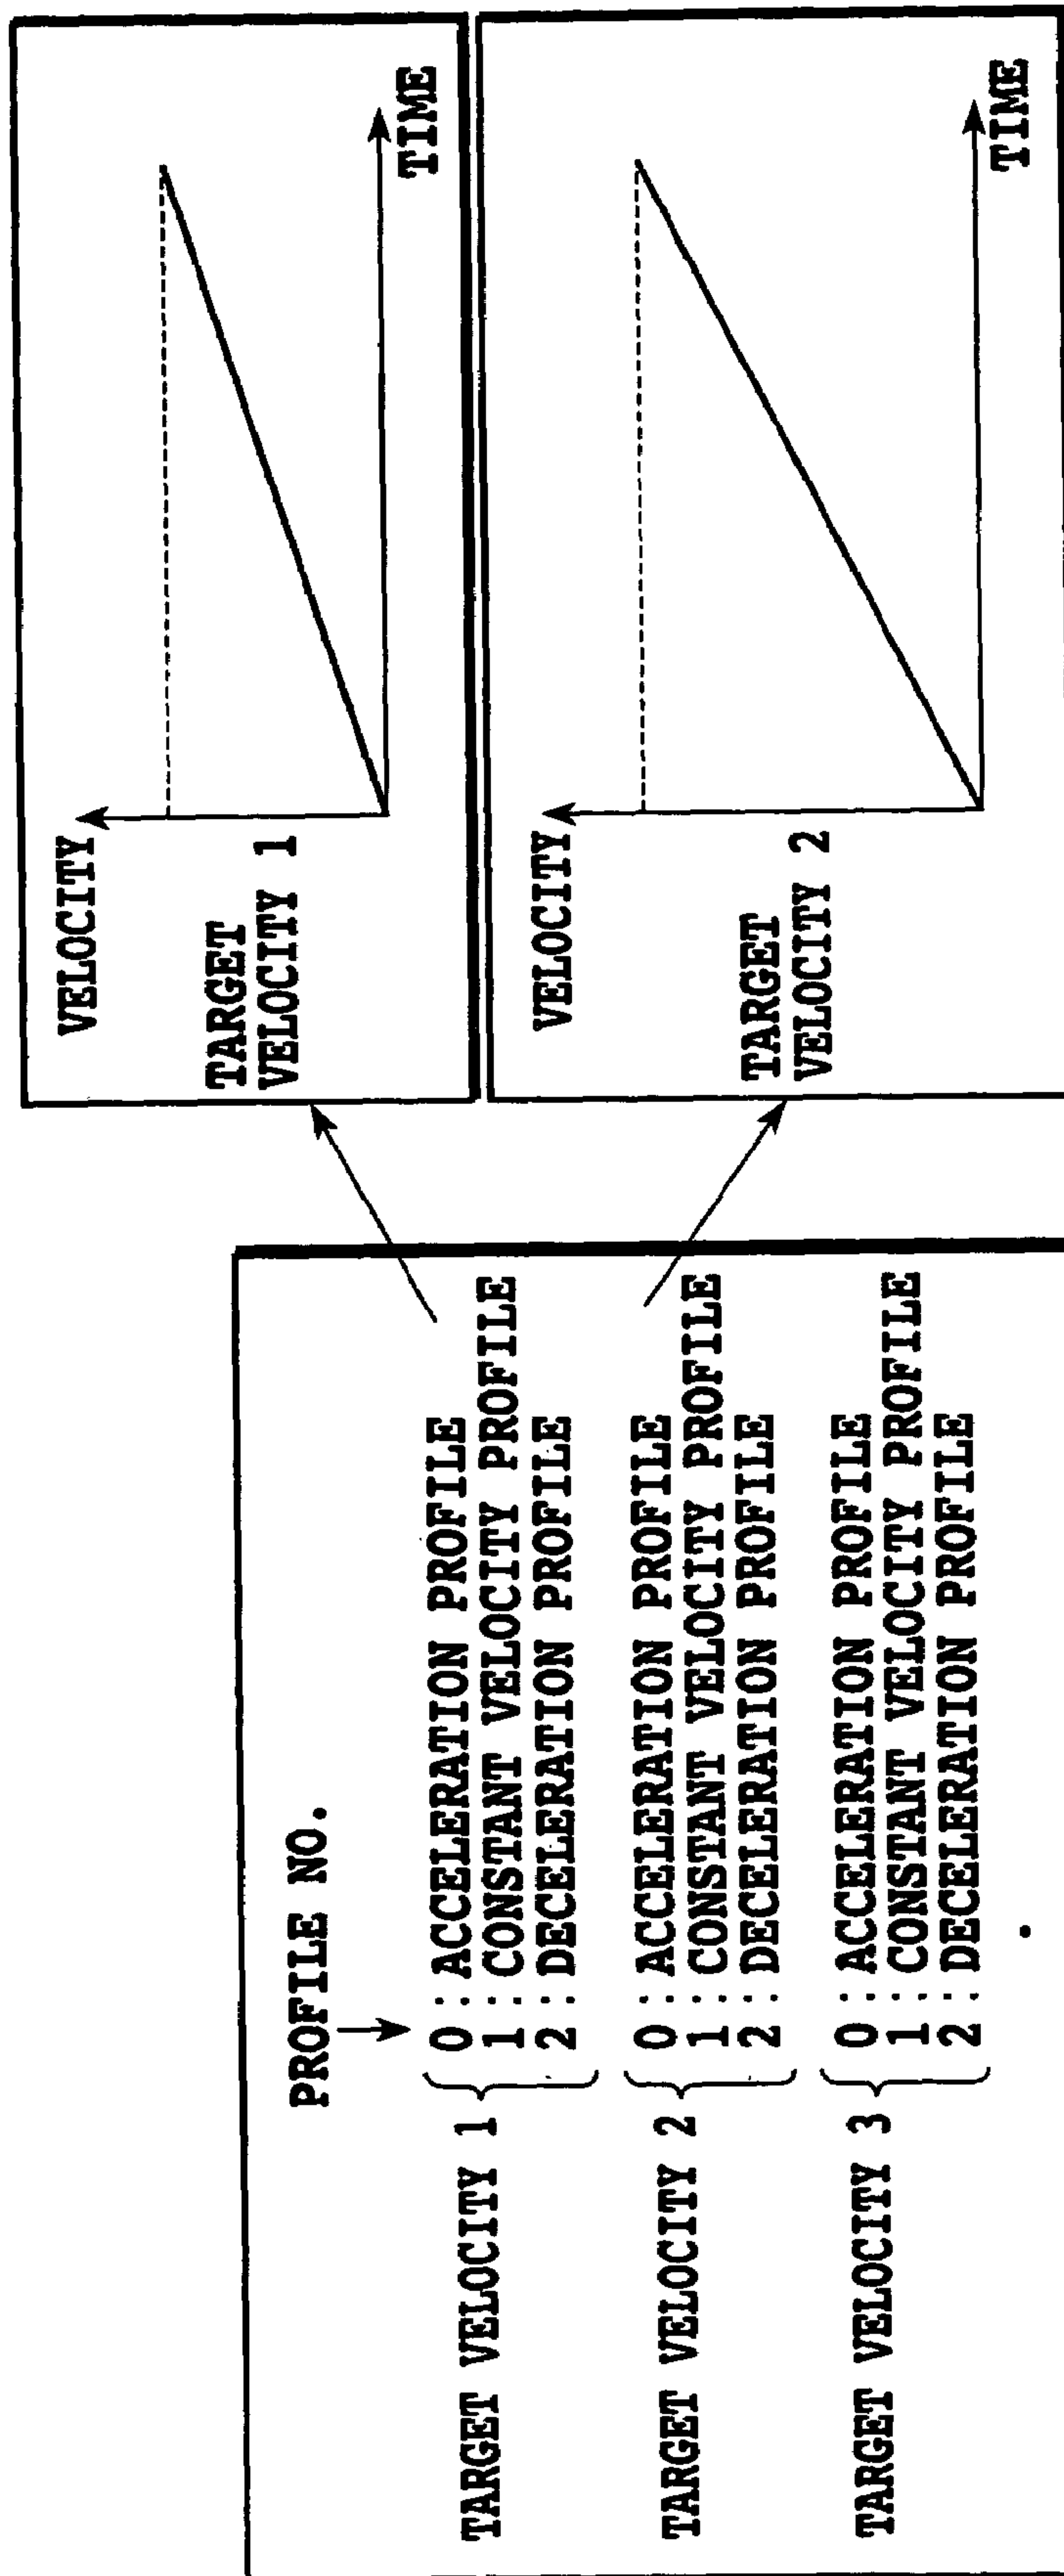 PROFILE NO.
TARGET VELOCITY 1
0 : ACCELERATION PROFILE
1 : CONSTANT VELOCITY PROFILE
2 : DECELERATION PROFILE
TARGET VELOCITY 2
0 : ACCELERATION PROFILE
1 : CONSTANT VELOCITY PROFILE
2 : DECELERATION PROFILE
TARGET VELOCITY 3
0 : ACCELERATION PROFILE
1 : CONSTANT VELOCITY PROFILE
2 : DECELERATION PROFILE
VELOCITY
TARGET
VELOCITY 1
TIME
VELOCITY
TARGET
VELOCITY 2
TIME